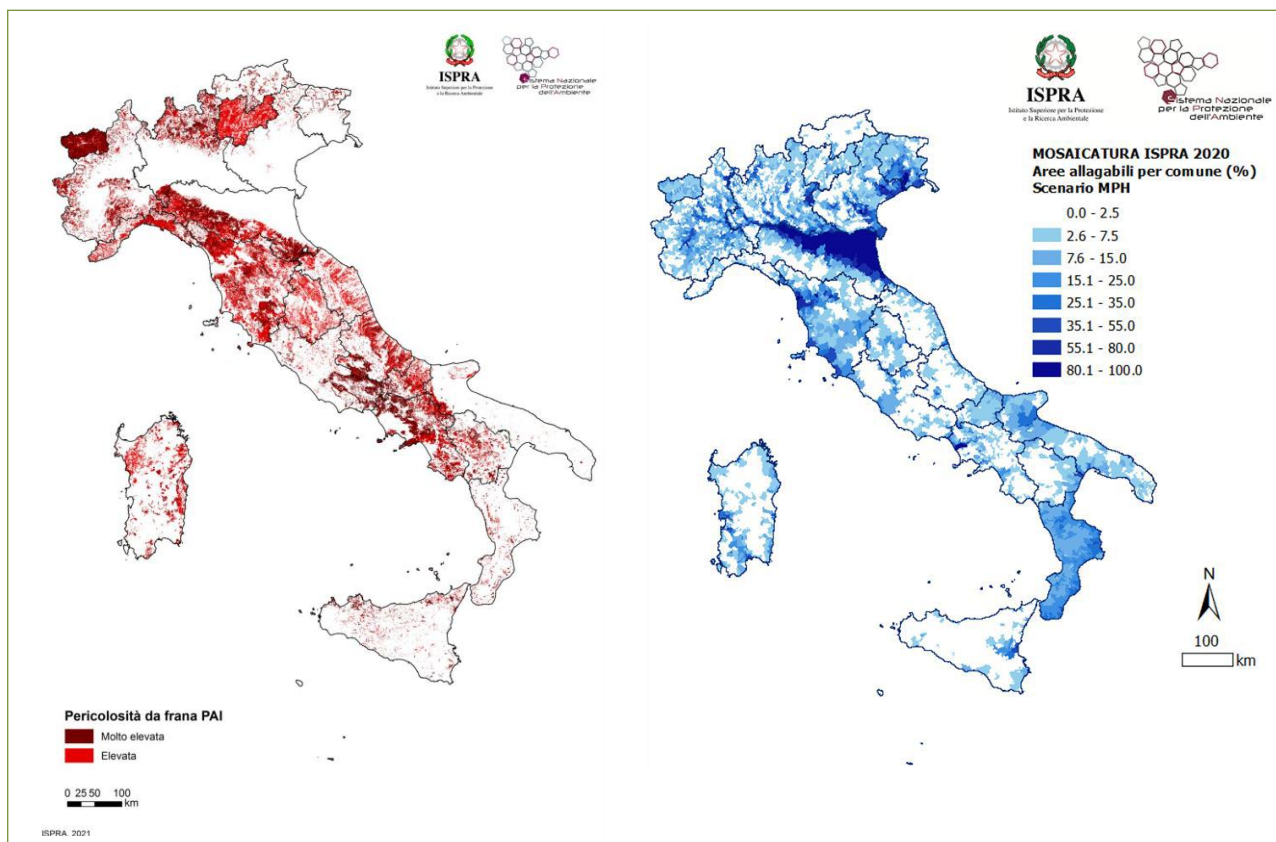 ISPRA
Istituto Superiore per la Protezione
e la Ricerca Ambientale
Sistema Nazionale
per la Protezione
dell'Ambiente
Pericolosità da frana PAI
Molto elevata
Elevata
0 25 50 100
km
ISPRA, 2021
ISPRA
Istituto Superiore per la Protezione
e la Ricerca Ambientale
Sistema Nazionale
per la Protezione
dell'Ambiente
MOSAICATURA ISPRA 2020
Aree allagabili per comune (%)
Scenario MPH
0.0 - 2.5
2.6 - 7.5
7.6 - 15.0
15.1 - 25.0
25.1 - 35.0
35.1 - 55.0
55.1 - 80.0
80.1 - 100.0
N
100
km